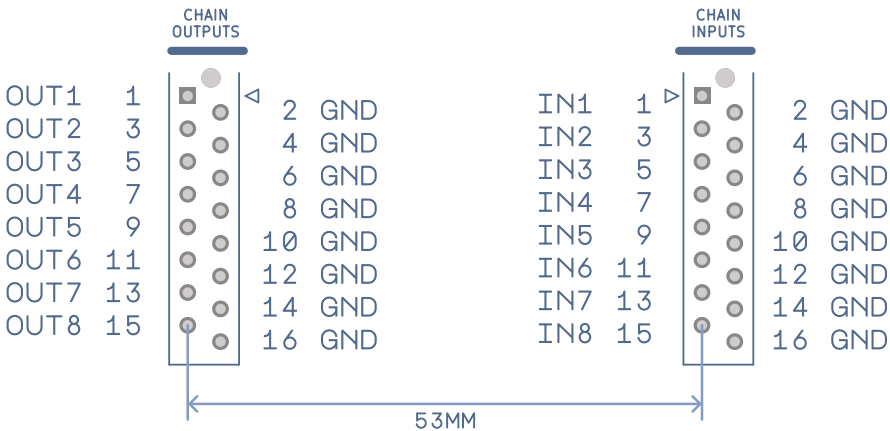 CHAIN
OUTPUTS
CHAIN
INPUTS
OUT1 1 2 GND
OUT2 3 4 GND
OUT3 5 6 GND
OUT4 7 8 GND
OUT5 9 10 GND
OUT6 11 12 GND
OUT7 13 14 GND
OUT8 15 16 GND
IN1 1 2 GND
IN2 3 4 GND
IN3 5 6 GND
IN4 7 8 GND
IN5 9 10 GND
IN6 11 12 GND
IN7 13 14 GND
IN8 15 16 GND
53MM